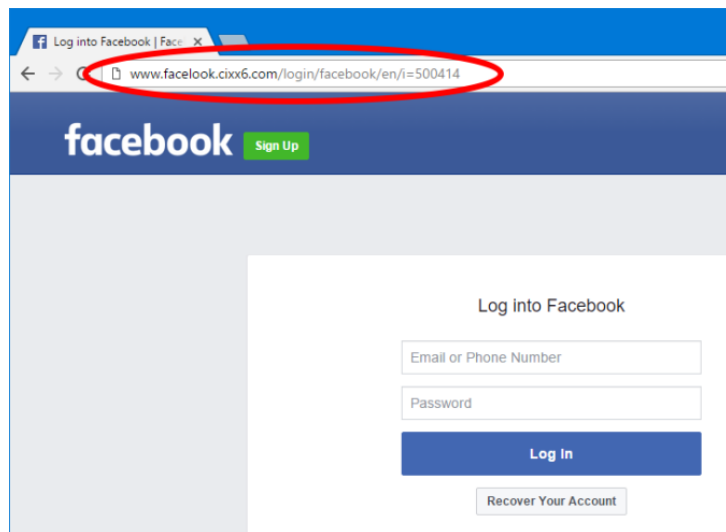 Log into Facebook | Face
www.facelook.cixx6.com/login/facebook/en/i=500414
facebook Sign Up
Log into Facebook
Email or Phone Number
Password
Log In
Recover Your Account